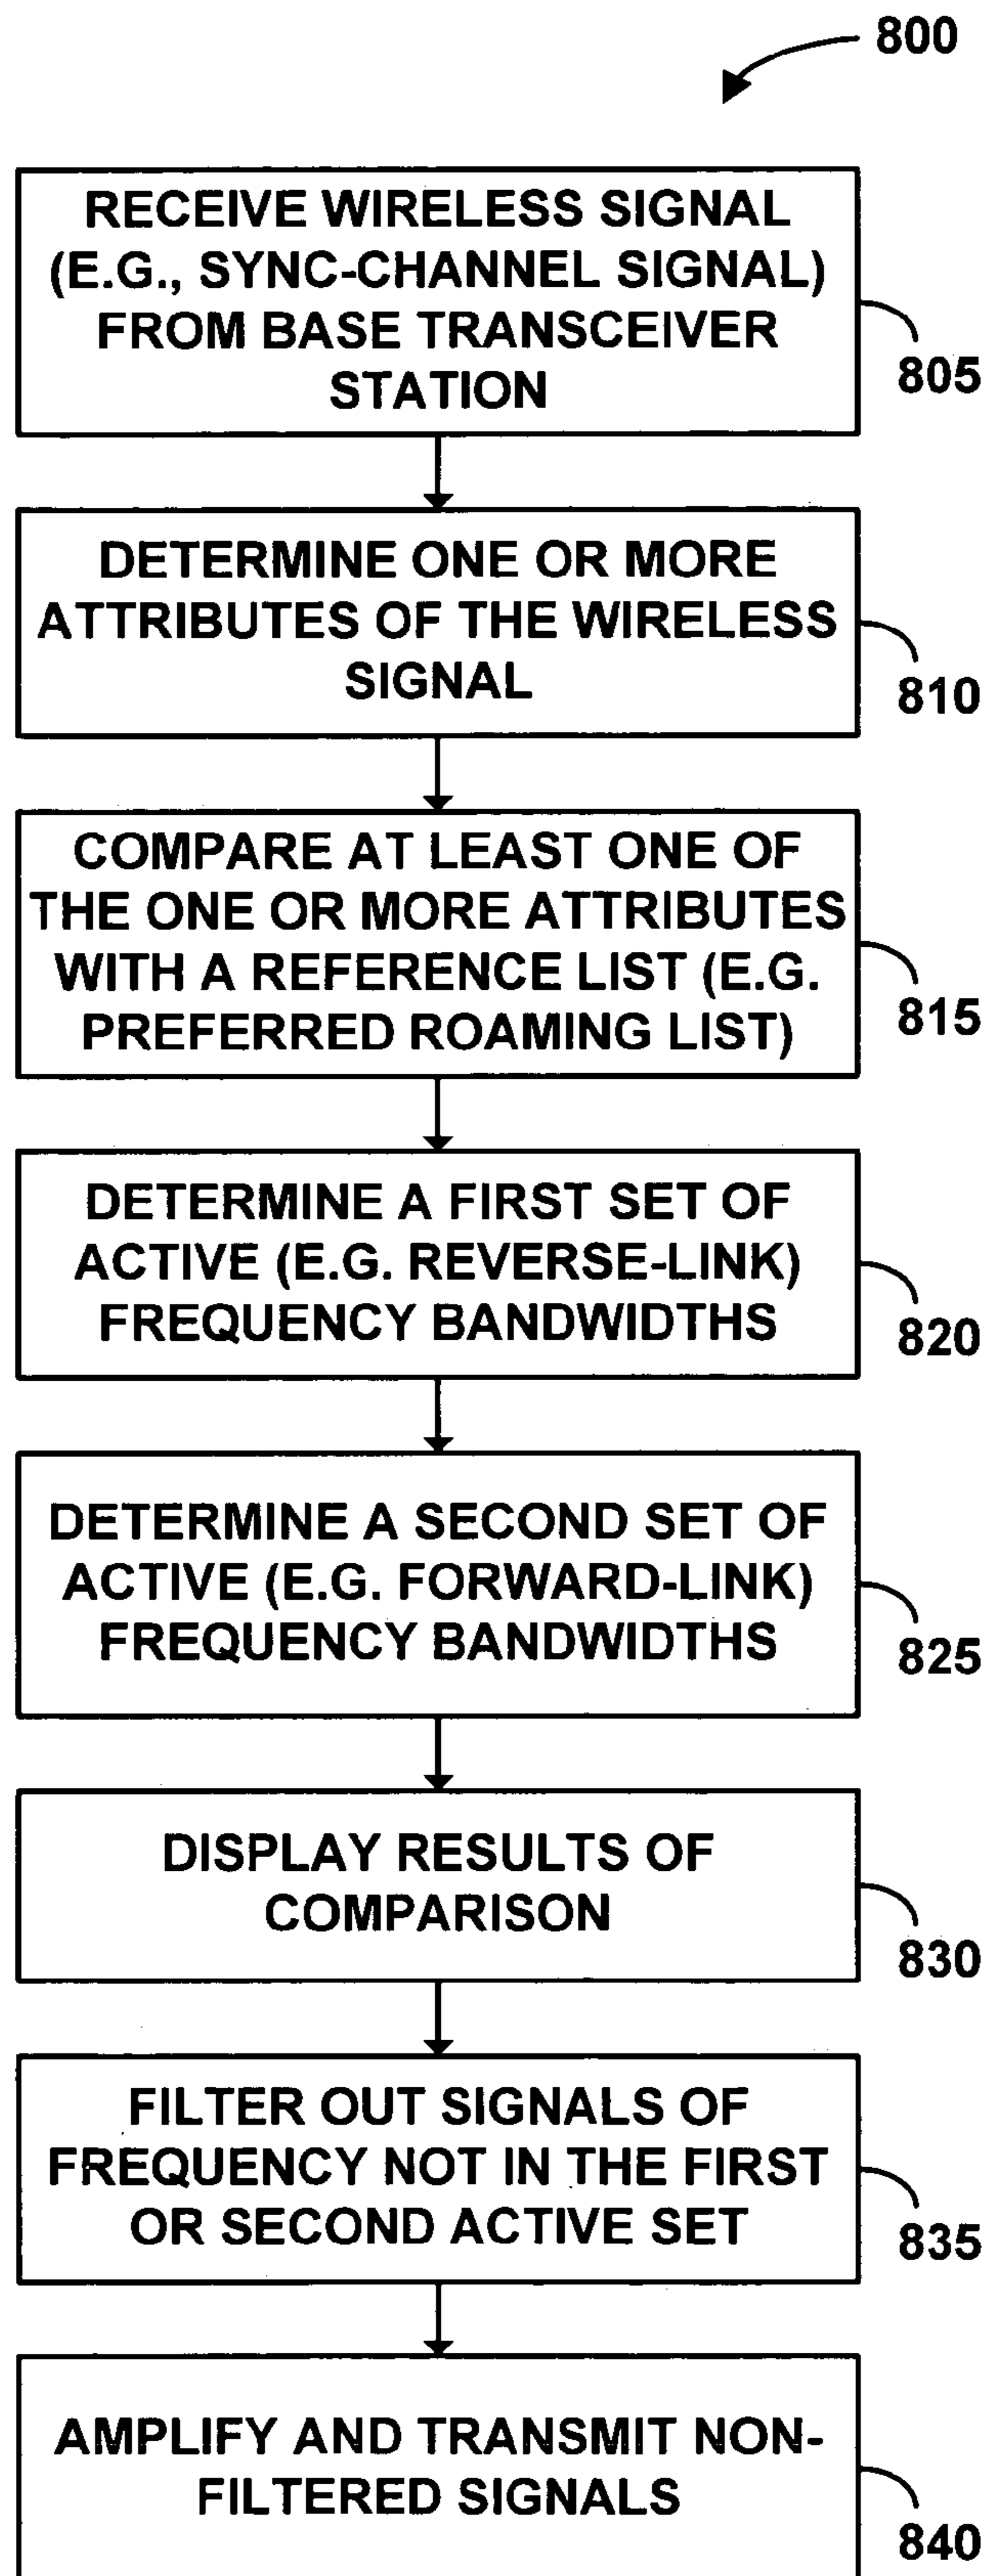 800
RECEIVE WIRELESS SIGNAL
(E.G., SYNC-CHANNEL SIGNAL)
FROM BASE TRANSCEIVER
STATION
805
DETERMINE ONE OR MORE
ATTRIBUTES OF THE WIRELESS
SIGNAL
810
COMPARE AT LEAST ONE OF
THE ONE OR MORE ATTRIBUTES
WITH A REFERENCE LIST (E.G.
PREFERRED ROAMING LIST)
815
DETERMINE A FIRST SET OF
ACTIVE (E.G. REVERSE-LINK)
FREQUENCY BANDWIDTHS
820
DETERMINE A SECOND SET OF
ACTIVE (E.G. FORWARD-LINK)
FREQUENCY BANDWIDTHS
825
DISPLAY RESULTS OF
COMPARISON
830
FILTER OUT SIGNALS OF
FREQUENCY NOT IN THE FIRST
OR SECOND ACTIVE SET
835
AMPLIFY AND TRANSMIT NON-
FILTERED SIGNALS
840